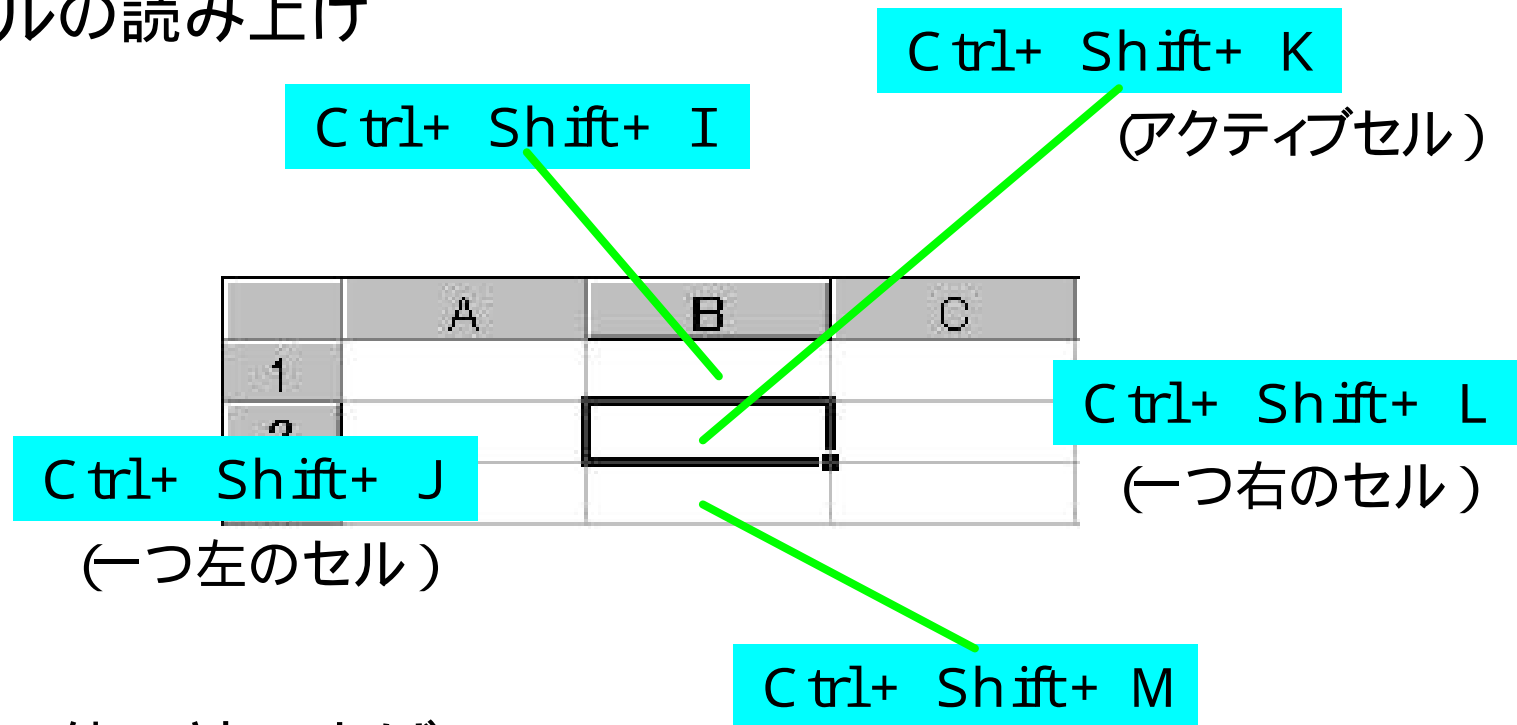 ルの読み上げ
Ctrl+ Shift+ K
(アクティブセル)
Ctrl+ Shift+ I
A B C
1
Ctrl+ Shift+ L
(一つ右のセル)
2
Ctrl+ Shift+ J
(一つ左のセル)
Ctrl+ Shift+ M